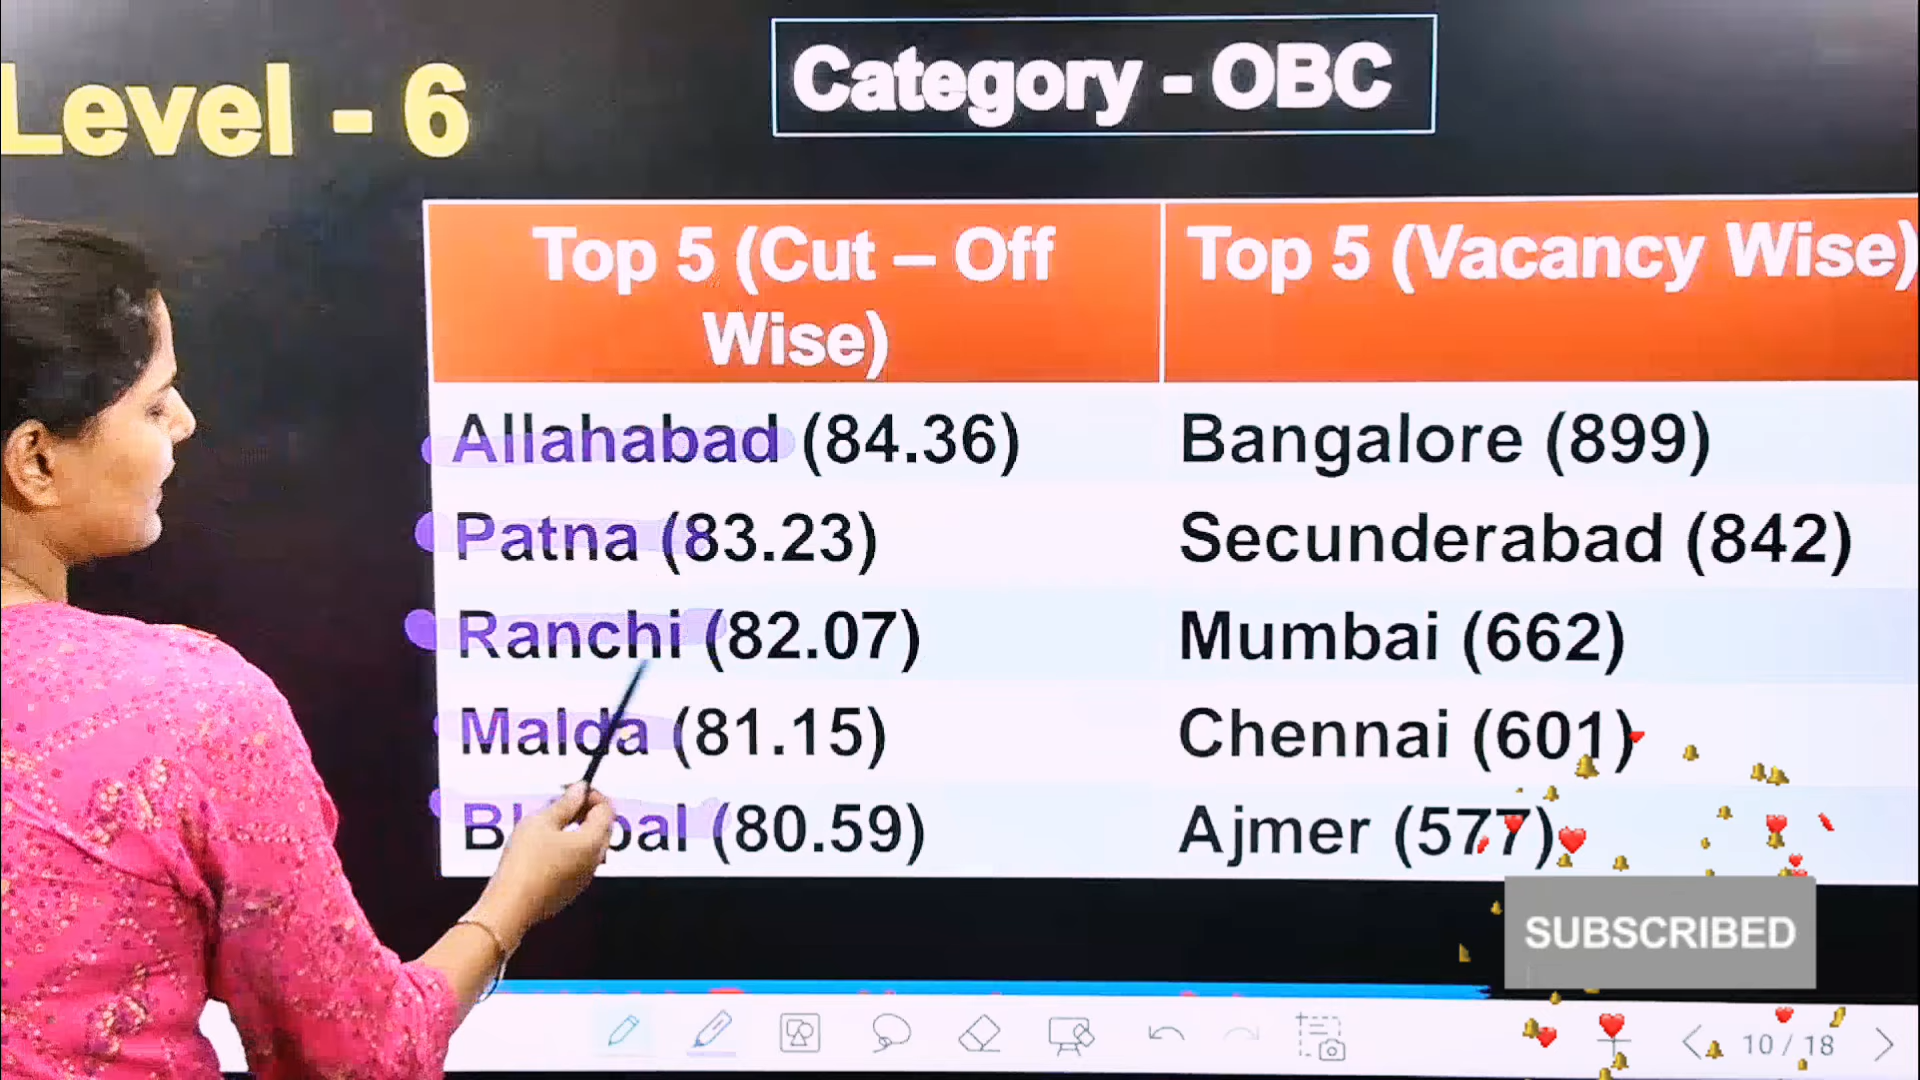 Level - 6
Category - OBC
Top 5 (Cut – Off
Wise)
Top 5 (Vacancy Wise)
Allahabad (84.36)
Bangalore (899)
Patna (83.23)
Secunderabad (842)
Ranchi (82.07)
Mumbai (662)
Malda (81.15)
Chennai (601)
(80.59)
Ajmer (577)
SUBSCRIBED
10 / 18